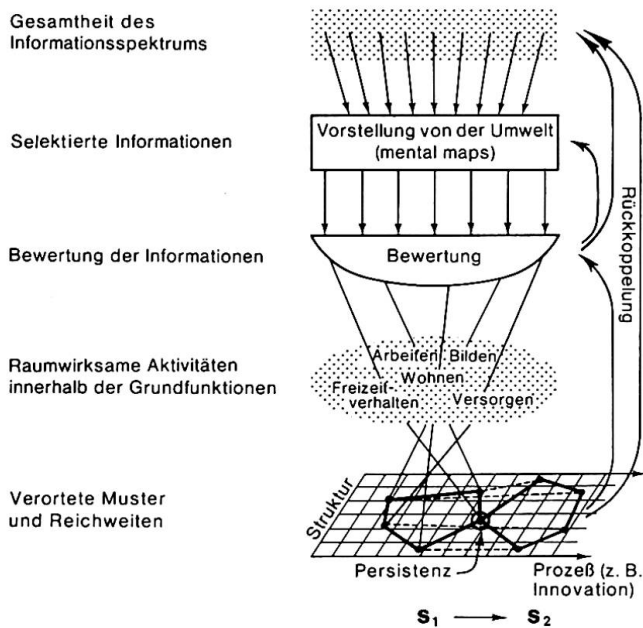 Gesamtheit des
Informationsspektrums
Selektierte Informationen
Vorstellung von der Umwelt
(mental maps)
Bewertung der Informationen
Bewertung
Rückkoppelung
Raumwirksame Aktivitäten
innerhalb der Grundfunktionen
Arbeiten Bilden
Wohnen
Freizeit-
verhalten
Versorgen
Verortete Muster
und Reichweiten
Struktur
Persistenz
Prozeß (z. B.
Innovation)
S₁ → S₂